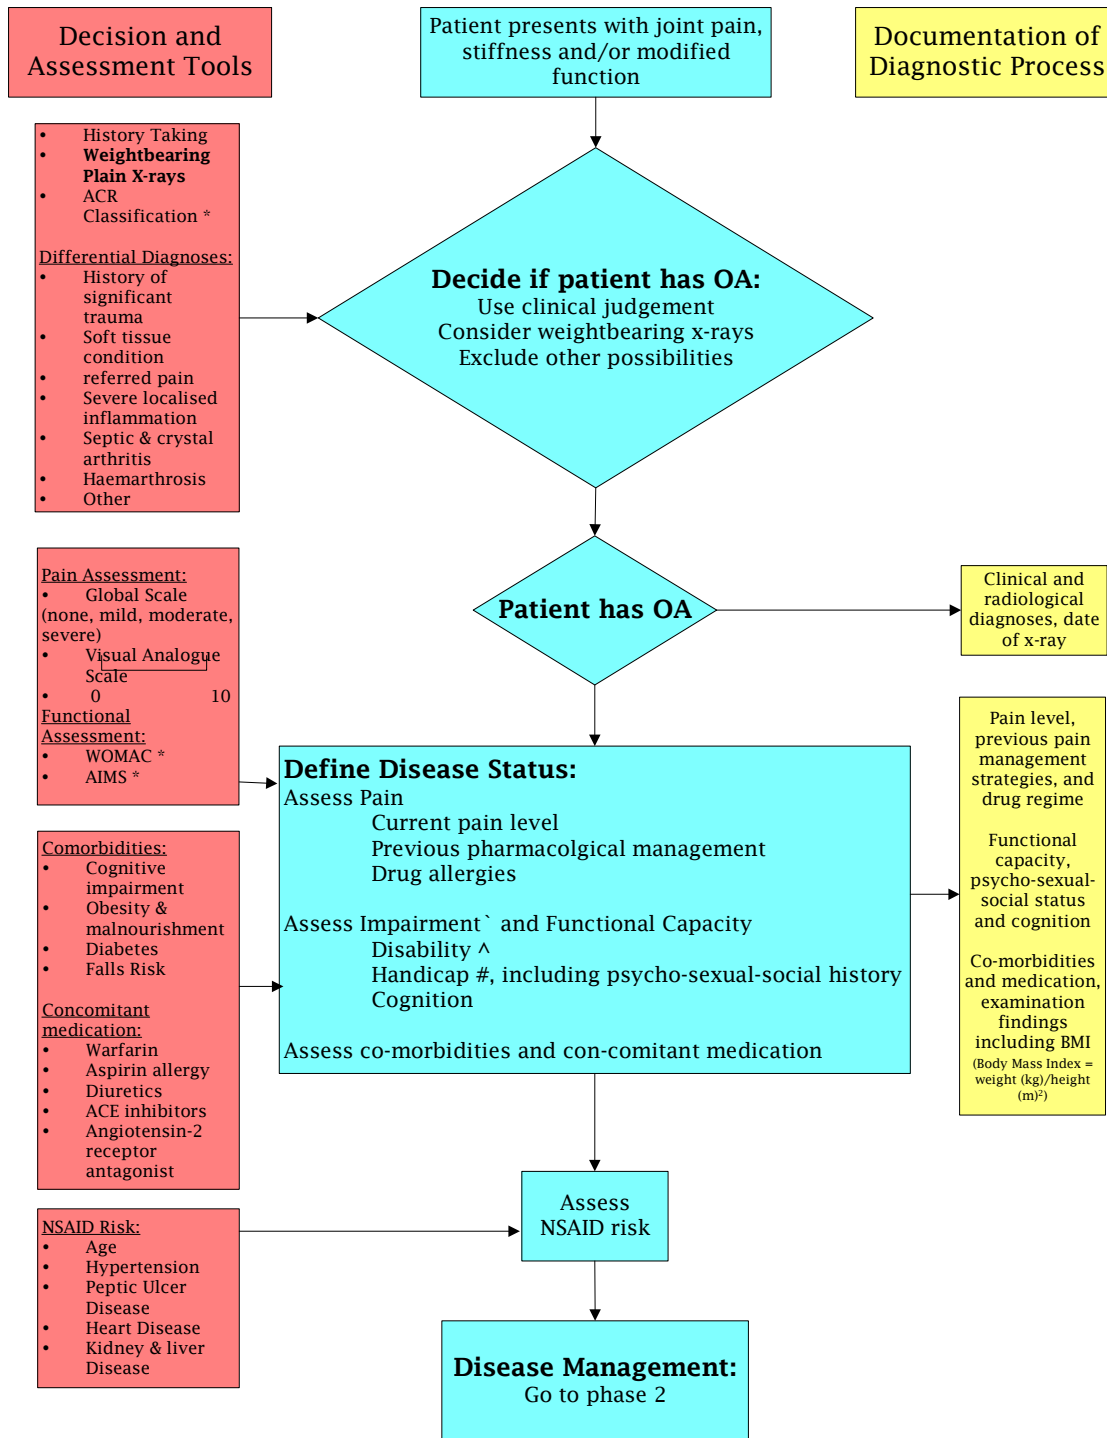 Decision and
Assessment Tools
Patient presents with joint pain,
stiffness and/or modified
function
Documentation of
Diagnostic Process
• History Taking
• Weightbearing
Plain X-rays
• ACR
Classification *
Differential Diagnoses:
• History of
significant
trauma
• Soft tissue
condition
• referred pain
• Severe localised
inflammation
• Septic & crystal
arthritis
• Haemarthrosis
• Other
Decide if patient has OA:
Use clinical judgement
Consider weightbearing x-rays
Exclude other possibilities
Patient has OA
Clinical and
radiological
diagnoses, date
of x-ray
Pain Assessment:
• Global Scale
(none, mild, moderate,
severe)
• Visual Analogue
Scale
• 0 10
Functional
Assessment:
• WOMAC *
• AIMS *
Define Disease Status:
Assess Pain
Current pain level
Previous pharmacolgical management
Drug allergies
Assess Impairment` and Functional Capacity
Disability ^
Handicap #, including psycho-sexual-social history
Cognition
Assess co-morbidities and con-comitant medication
Pain level,
previous pain
management
strategies, and
drug regime
Functional
capacity,
psycho-sexual-
social status
and cognition
Co-morbidities
and medication,
examination
findings
including BMI
(Body Mass Index =
weight (kg)/height
(m)²)
Comorbidities:
• Cognitive
impairment
• Obesity &
malnourishment
• Diabetes
• Falls Risk
Concomitant
medication:
• Warfarin
• Aspirin allergy
• Diuretics
• ACE inhibitors
• Angiotensin-2
receptor
antagonist
Assess
NSAID risk
NSAID Risk:
• Age
• Hypertension
• Peptic Ulcer
Disease
• Heart Disease
• Kidney & liver
Disease
Disease Management:
Go to phase 2